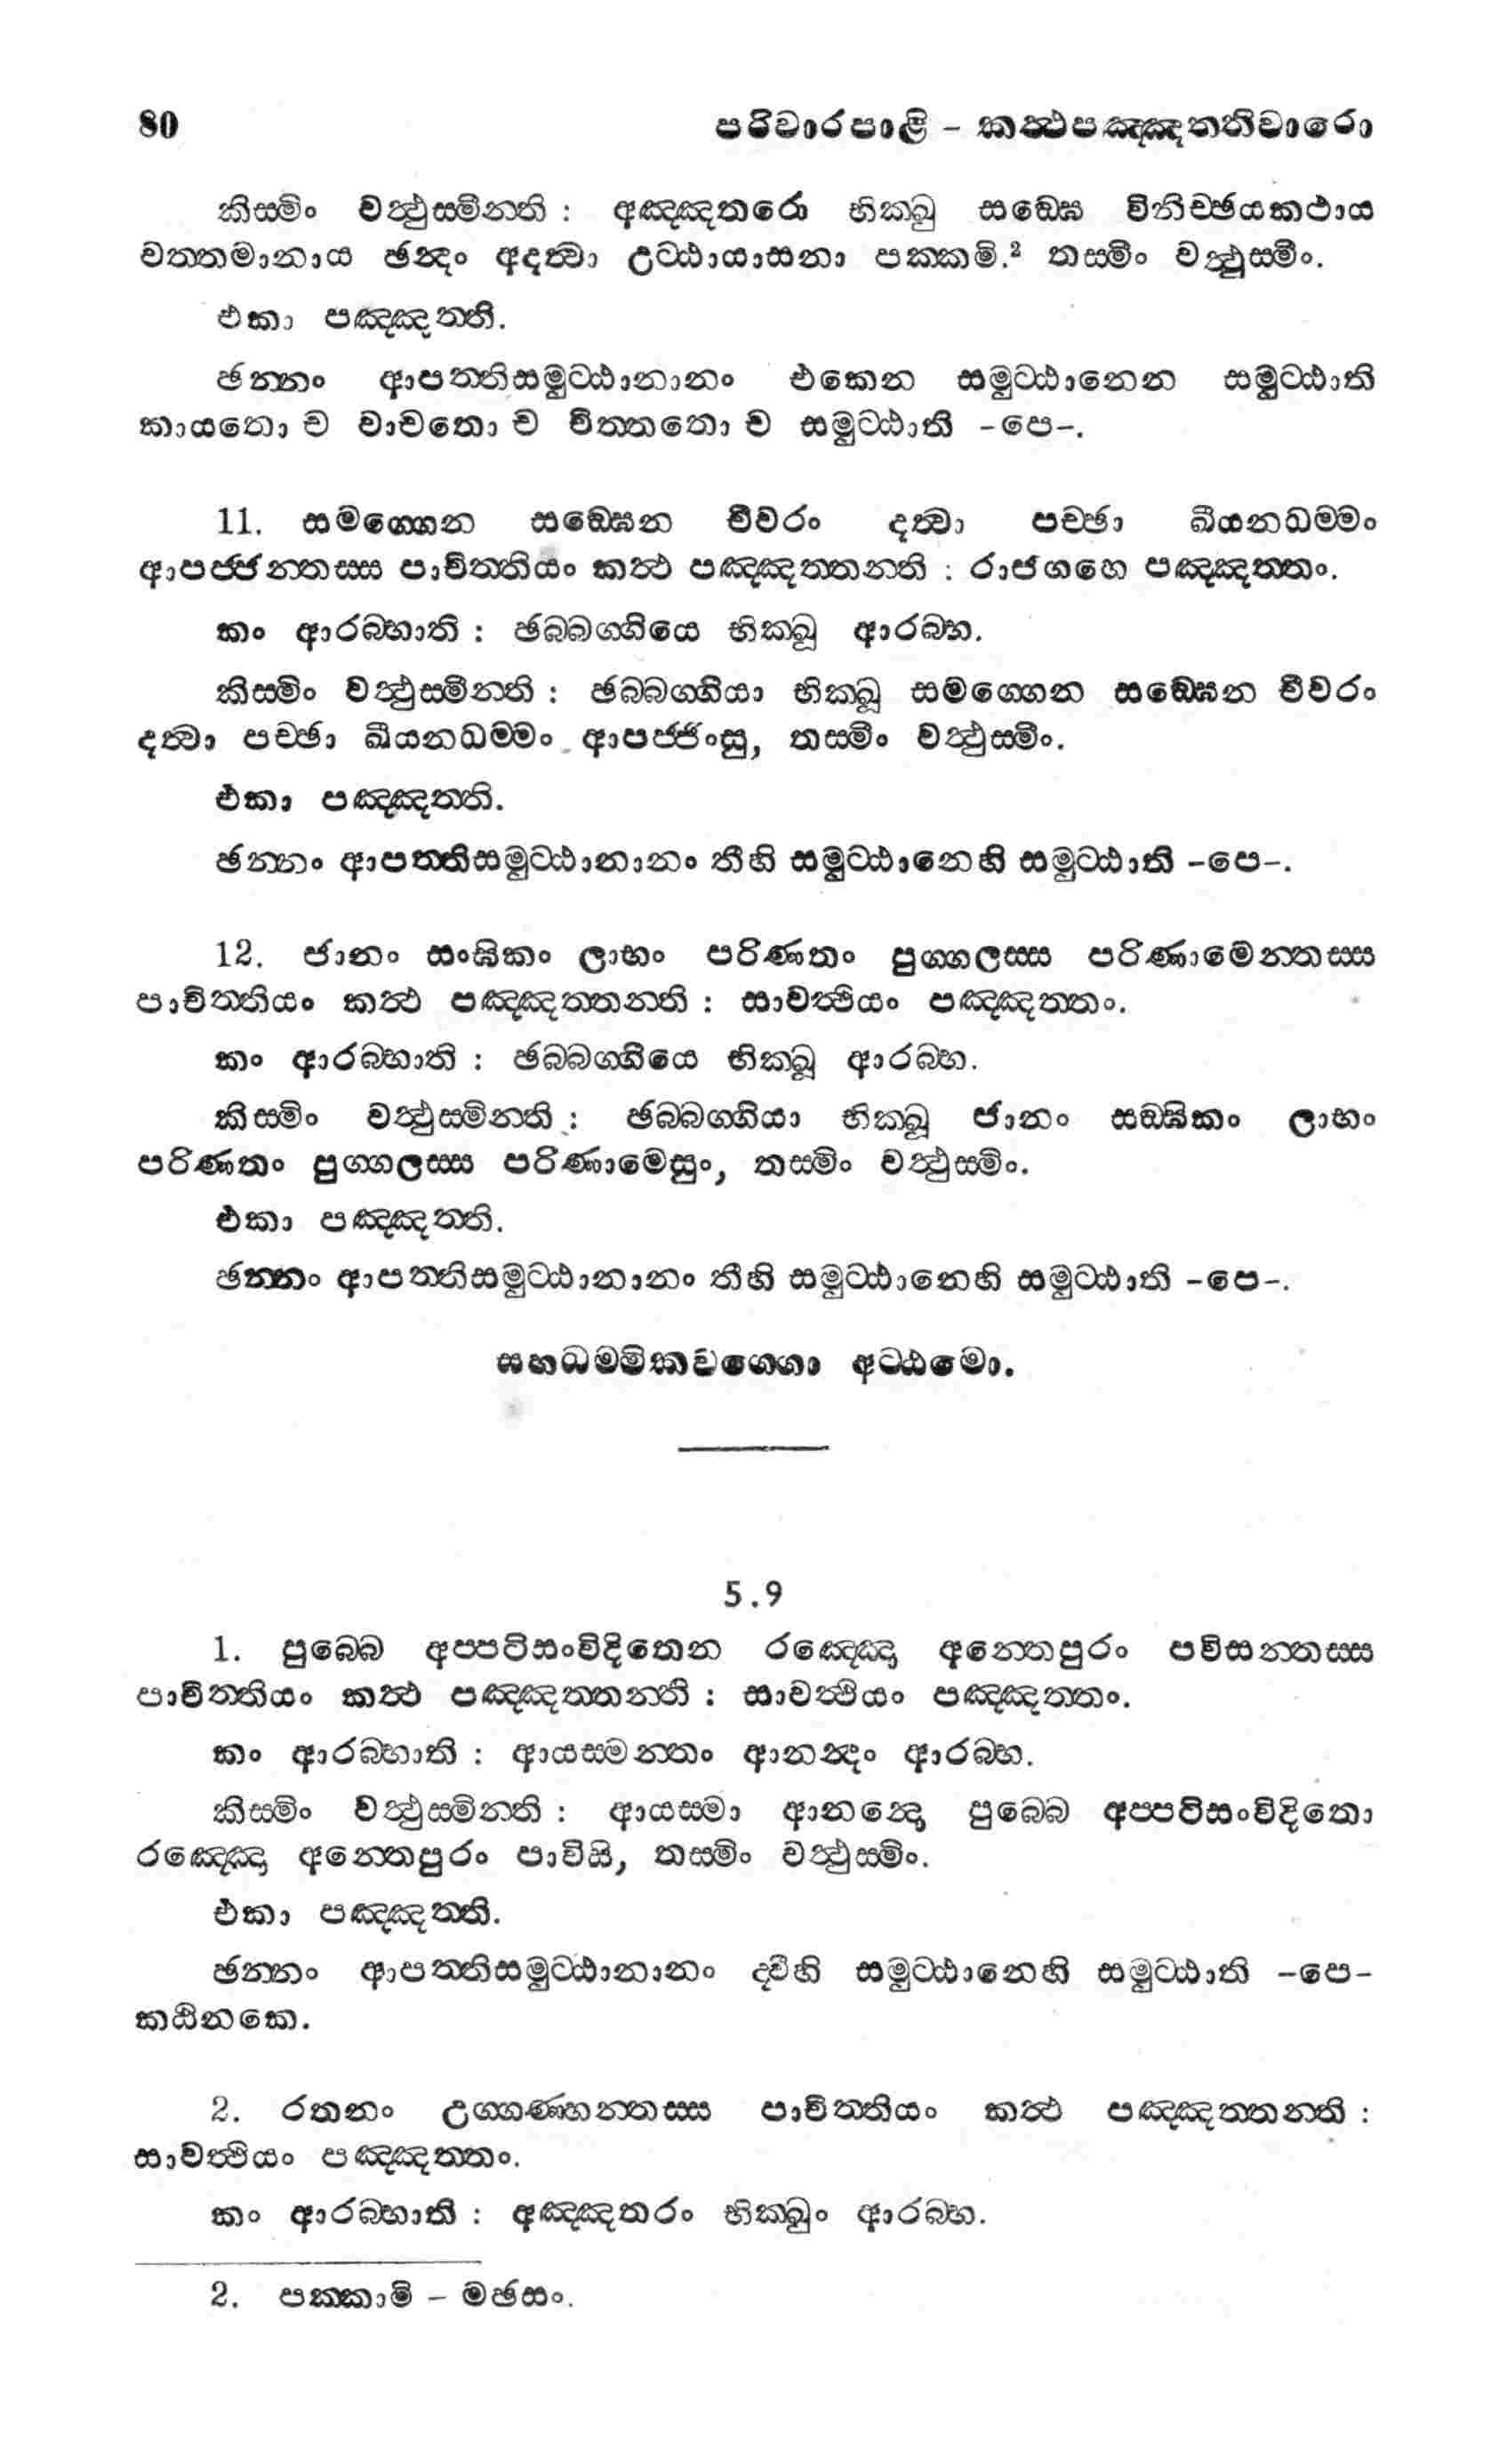 80 පරිවාරපාළි – කත්‍ථපඤ්ඤත්තිවාරො
කිස්මිං වත්‍ථුස්මින්ති : අඤ්ඤතරො භික්ඛු සඞ්ඝෙ විනිච්ඡයකථාය
වත්තමානාය ඡන්‍දං අදත්‍වා උට්ඨායාසනා පක්කමි.² තස්මිං වත්‍ථුස්මිං.
එකා පඤ්ඤත්ති.
ඡන්නං ආපත්තිසමුට්ඨානානං එකෙන සමුට්ඨානෙන සමුට්ඨාති
කායතො ච වාචතො ච චිත්තතො ච සමුට්ඨාති –පෙ–.
11. සමග්ගෙන සඞ්ඝෙන චීවරං දත්‍වා පච්ඡා ඛීයනධම්මං
ආපජ්ජන්තස්ස පාචිත්තියං කත්‍ථ පඤ්ඤත්තන්ති : රාජගහෙ පඤ්ඤත්තං.
කං ආරබ්භාති : ඡබ්බග්ගියෙ භික්ඛූ ආරබ්භ.
කිස්මිං වත්‍ථුස්මින්ති : ඡබ්බග්ගියා භික්ඛූ සමග්ගෙන සඞ්ඝෙන චීවරං
දත්‍වා පච්ඡා ඛීයනධම්මං ආපජ්ජිංසු, තස්මිං වත්‍ථුස්මිං.
එකා පඤ්ඤත්ති.
ඡන්නං ආපත්තිසමුට්ඨානානං තීහි සමුට්ඨානෙහි සමුට්ඨාති –පෙ–.
12. ජානං සංඝිකං ලාභං පරිණතං පුග්ගලස්ස පරිණාමෙන්තස්ස
පාචිත්තියං කත්‍ථ පඤ්ඤත්තන්ති : සාවත්‍ථියං පඤ්ඤත්තං.
කං ආරබ්භාති : ඡබ්බග්ගියෙ භික්ඛූ ආරබ්භ.
කිස්මිං වත්‍ථුස්මින්ති : ඡබ්බග්ගියා භික්ඛූ ජානං සඞ්ඝිකං ලාභං
පරිණතං පුග්ගලස්ස පරිණාමෙසුං, තස්මිං වත්‍ථුස්මිං.
එකා පඤ්ඤත්ති.
ඡන්නං ආපත්තිසමුට්ඨානානං තීහි සමුට්ඨානෙහි සමුට්ඨාති –පෙ–.
සහධම්මිකවග්ගො අට්ඨමො.
5.9
1. පුබ්බෙ අප්පටිසංවිදිතෙන රඤ්ඤො අන්තෙපුරං පවිසන්තස්ස
පාචිත්තියං කත්‍ථ පඤ්ඤත්තන්ති : සාවත්‍ථියං පඤ්ඤත්තං.
කං ආරබ්භාති : ආයස්මන්තං ආනන්‍දං ආරබ්භ.
කිස්මිං වත්‍ථුස්මින්ති : ආයස්මා ආනන්‍දො පුබ්බෙ අප්පටිසංවිදිතො
රඤ්ඤො අන්තෙපුරං පාවිසි, තස්මිං වත්‍ථුස්මිං.
එකා පඤ්ඤත්ති.
ඡන්නං ආපත්තිසමුට්ඨානානං ද්වීහි සමුට්ඨානෙහි සමුට්ඨාති –පෙ–
කඨිනකෙ.
2. රතනං උග්ගණ්හන්තස්ස පාචිත්තියං කත්‍ථ පඤ්ඤත්තන්ති :
සාවත්‍ථියං පඤ්ඤත්තං.
කං ආරබ්භාති : අඤ්ඤතරං භික්ඛුං ආරබ්භ.
2. පක්කාමි – මඡසං.